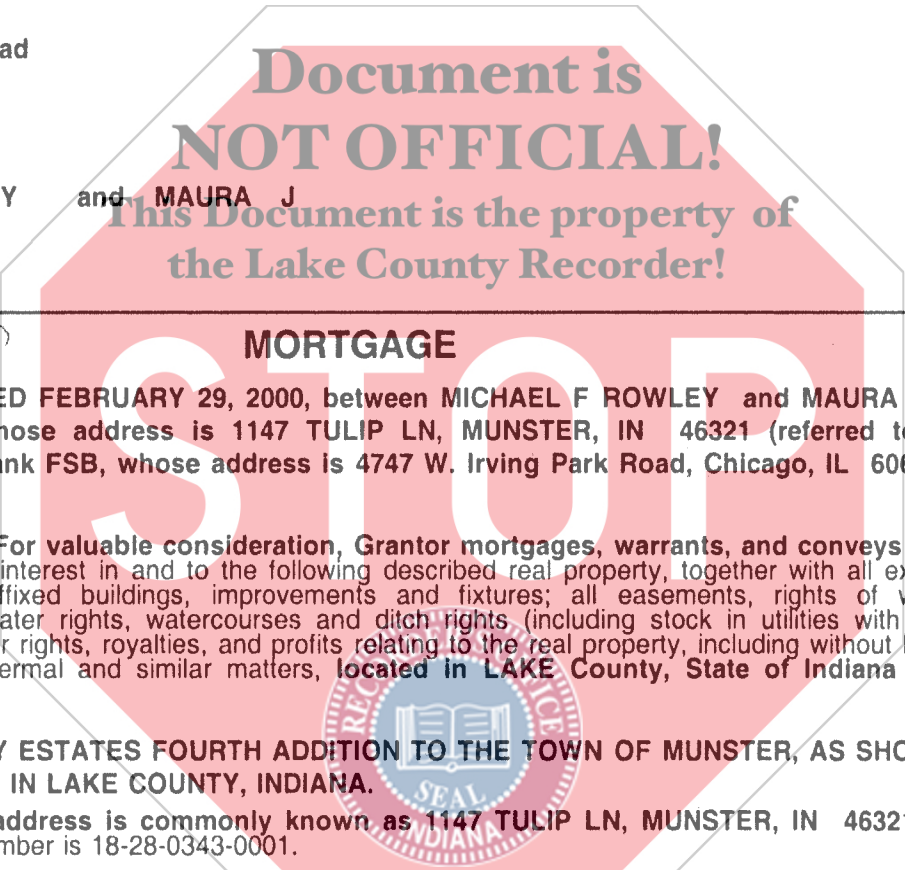 ad
Document is
NOT OFFICIAL!
Y and MAURA J
This Document is the property of
the Lake County Recorder!
MORTGAGE
ED FEBRUARY 29, 2000, between MICHAEL F ROWLEY and MAURA
hose address is 1147 TULIP LN, MUNSTER, IN 46321 (referred t
ank FSB, whose address is 4747 W. Irving Park Road, Chicago, IL 606
STOP
For valuable consideration, Grantor mortgages, warrants, and conveys
interest in and to the following described real property, together with all ex
ffixed buildings, improvements and fixtures; all easements, rights of w
ater rights, watercourses and ditch rights (including stock in utilities with
r rights, royalties, and profits relating to the real property, including without
ermal and similar matters, located in LAKE County, State of Indiana
RECORDER'S OFFICE
Y ESTATES FOURTH ADDITION TO THE TOWN OF MUNSTER, AS SHO
IN LAKE COUNTY, INDIANA.
SEAL
address is commonly known as 1147 TULIP LN, MUNSTER, IN 46321
INDIANA
mber is 18-28-0343-0001.